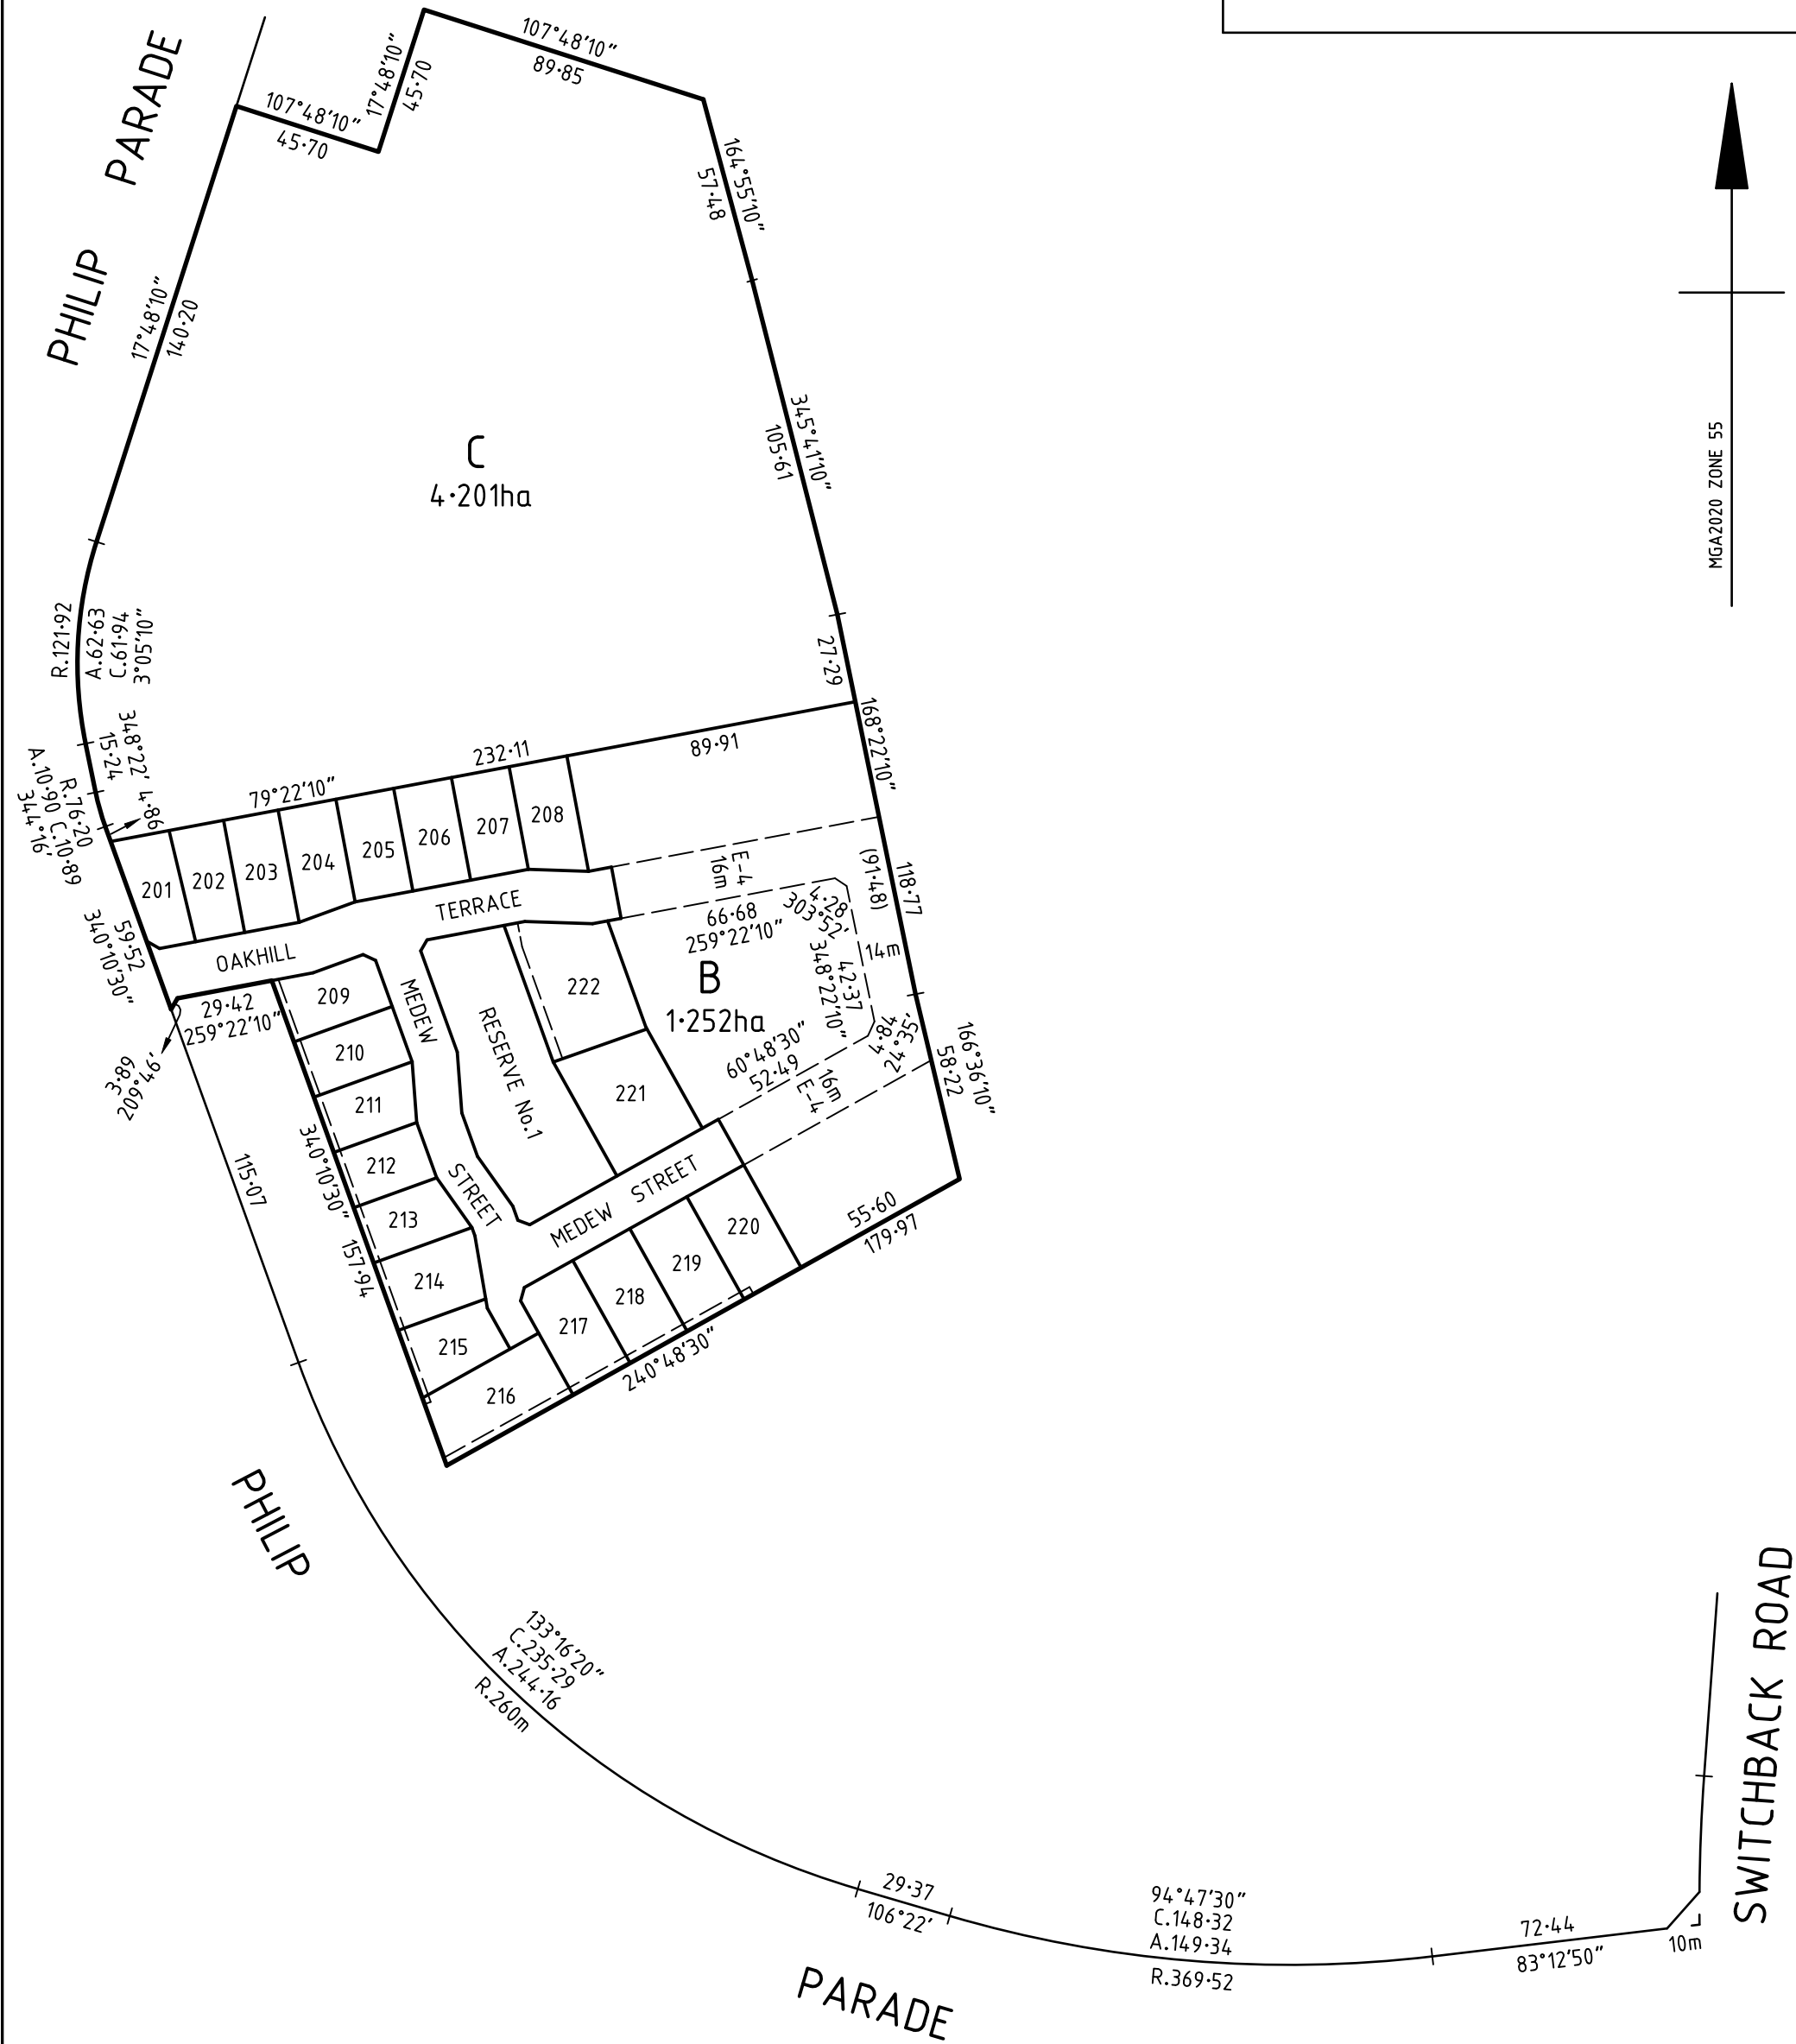 107°48'10"
89·85
17°48'10"
45·70
107°48'10"
45·70
PHILIP PARADE
164°55'10"
57·48
17°48'10"
140·20
345°41'10"
105·61
MGA2020 ZONE 55
C
4·201ha
R.121·92
A.62·63
C.61·94
3°05'10"
27·29
168°22'10"
348°22'
15·24
4·86
R.76·20
A.10·90 C.10·89
344°16'
232·11
89·91
79°22'10"
201
202
203
204
205
206
207
208
E-4
16m
(91·48)
118·77
OAKHILL TERRACE
66·68
259°22'10"
4·28
303°52'
14m
42·37
348°22'10"
59·52
340°10'30"
29·42
259°22'10"
3·89
209°46'
B
1·252ha
MEDEW STREET
RESERVE No.1
222
221
209
210
211
212
213
214
215
216
217
218
219
220
60°48'30"
52·49
16m
E-4
4·84
24°35'
166°36'10"
58·22
MEDEW STREET
55·60
179·97
240°48'30"
340°10'30"
157·94
115·07
PHILIP
133°16'20"
C.235·29
A.244·16
R.260m
29·37
106°22'
94°47'30"
C.148·32
A.149·34
R.369·52
72·44
83°12'50"
10m
PARADE
SWITCHBACK ROAD